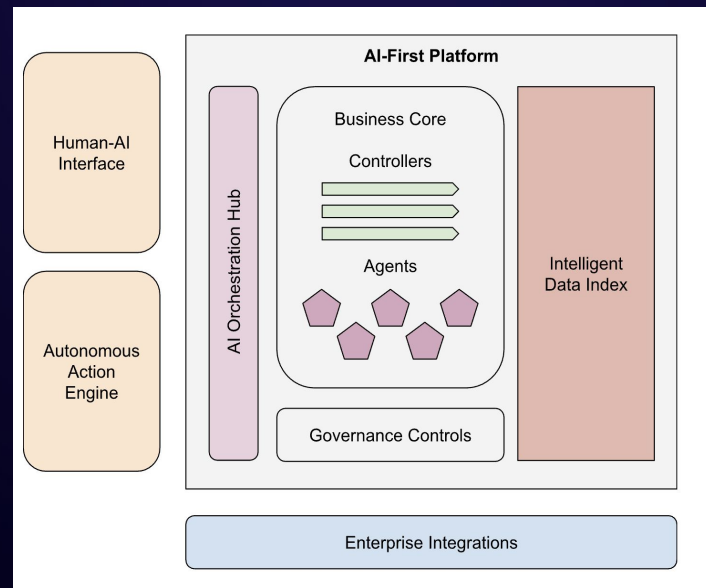 AI-First Platform
Human-AI
Interface
Autonomous
Action
Engine
AI Orchestration Hub
Business Core
Controllers
Agents
Governance Controls
Intelligent
Data Index
Enterprise Integrations